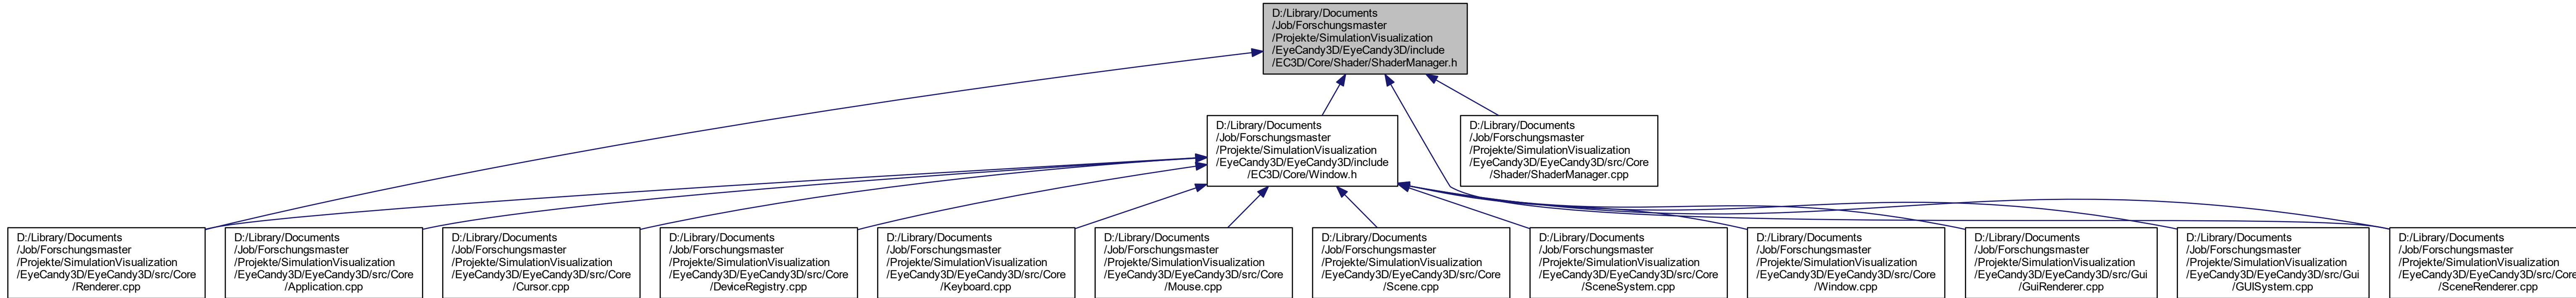 D:/Library/Documents
/Job/Forschungsmaster
/Projekte/SimulationVisualization
/EyeCandy3D/EyeCandy3D/include
/EC3D/Core/Shader/ShaderManager.h
D:/Library/Documents
/Job/Forschungsmaster
/Projekte/SimulationVisualization
/EyeCandy3D/EyeCandy3D/include
/EC3D/Core/Window.h
D:/Library/Documents
/Job/Forschungsmaster
/Projekte/SimulationVisualization
/EyeCandy3D/EyeCandy3D/src/Core
/Shader/ShaderManager.cpp
D:/Library/Documents
/Job/Forschungsmaster
/Projekte/SimulationVisualization
/EyeCandy3D/EyeCandy3D/src/Core
/Renderer.cpp
D:/Library/Documents
/Job/Forschungsmaster
/Projekte/SimulationVisualization
/EyeCandy3D/EyeCandy3D/src/Core
/Application.cpp
D:/Library/Documents
/Job/Forschungsmaster
/Projekte/SimulationVisualization
/EyeCandy3D/EyeCandy3D/src/Core
/Cursor.cpp
D:/Library/Documents
/Job/Forschungsmaster
/Projekte/SimulationVisualization
/EyeCandy3D/EyeCandy3D/src/Core
/DeviceRegistry.cpp
D:/Library/Documents
/Job/Forschungsmaster
/Projekte/SimulationVisualization
/EyeCandy3D/EyeCandy3D/src/Core
/Keyboard.cpp
D:/Library/Documents
/Job/Forschungsmaster
/Projekte/SimulationVisualization
/EyeCandy3D/EyeCandy3D/src/Core
/Mouse.cpp
D:/Library/Documents
/Job/Forschungsmaster
/Projekte/SimulationVisualization
/EyeCandy3D/EyeCandy3D/src/Core
/Scene.cpp
D:/Library/Documents
/Job/Forschungsmaster
/Projekte/SimulationVisualization
/EyeCandy3D/EyeCandy3D/src/Core
/SceneSystem.cpp
D:/Library/Documents
/Job/Forschungsmaster
/Projekte/SimulationVisualization
/EyeCandy3D/EyeCandy3D/src/Core
/Window.cpp
D:/Library/Documents
/Job/Forschungsmaster
/Projekte/SimulationVisualization
/EyeCandy3D/EyeCandy3D/src/Gui
/GuiRenderer.cpp
D:/Library/Documents
/Job/Forschungsmaster
/Projekte/SimulationVisualization
/EyeCandy3D/EyeCandy3D/src/Gui
/GUISystem.cpp
D:/Library/Documents
/Job/Forschungsmaster
/Projekte/SimulationVisualization
/EyeCandy3D/EyeCandy3D/src/Core
/SceneRenderer.cpp